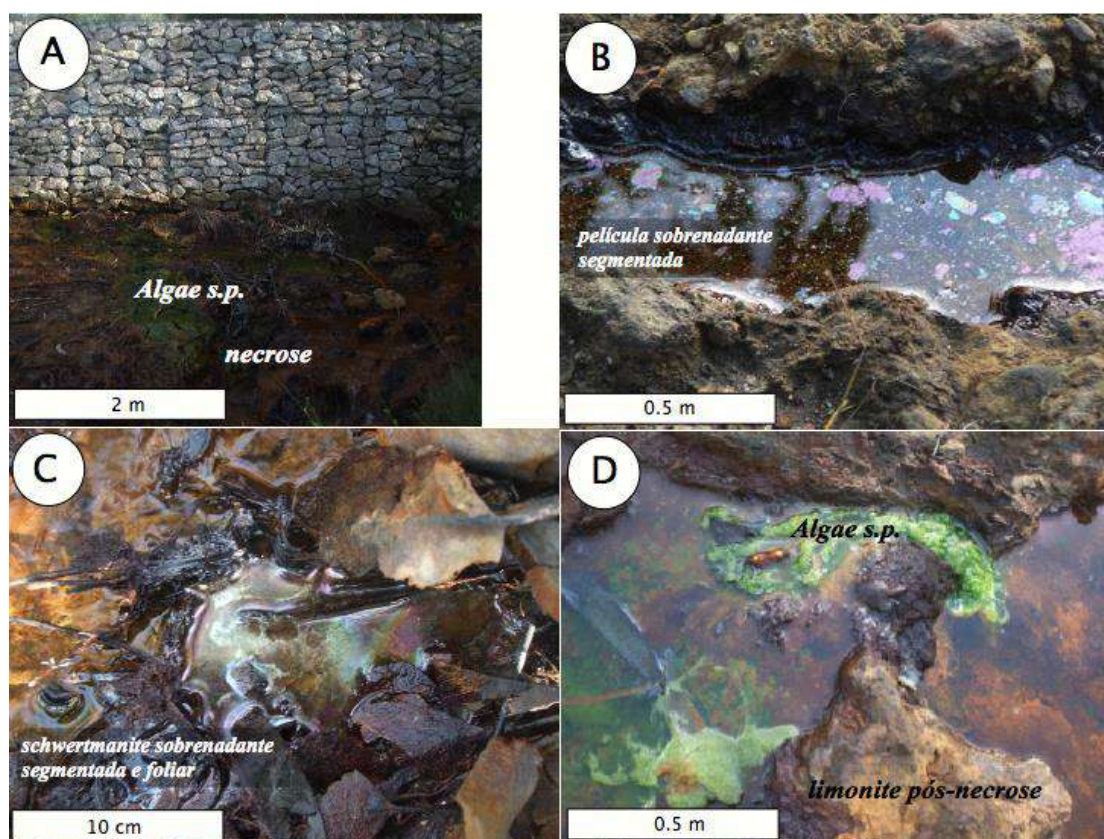 A
Algae s.p.
necrose
2 m
B
película sobrenadante
segmentada
0.5 m
C
schwertmanite sobrenadante
segmentada e foliar
10 cm
D
Algae s.p.
limonite pós-necrose
0.5 m